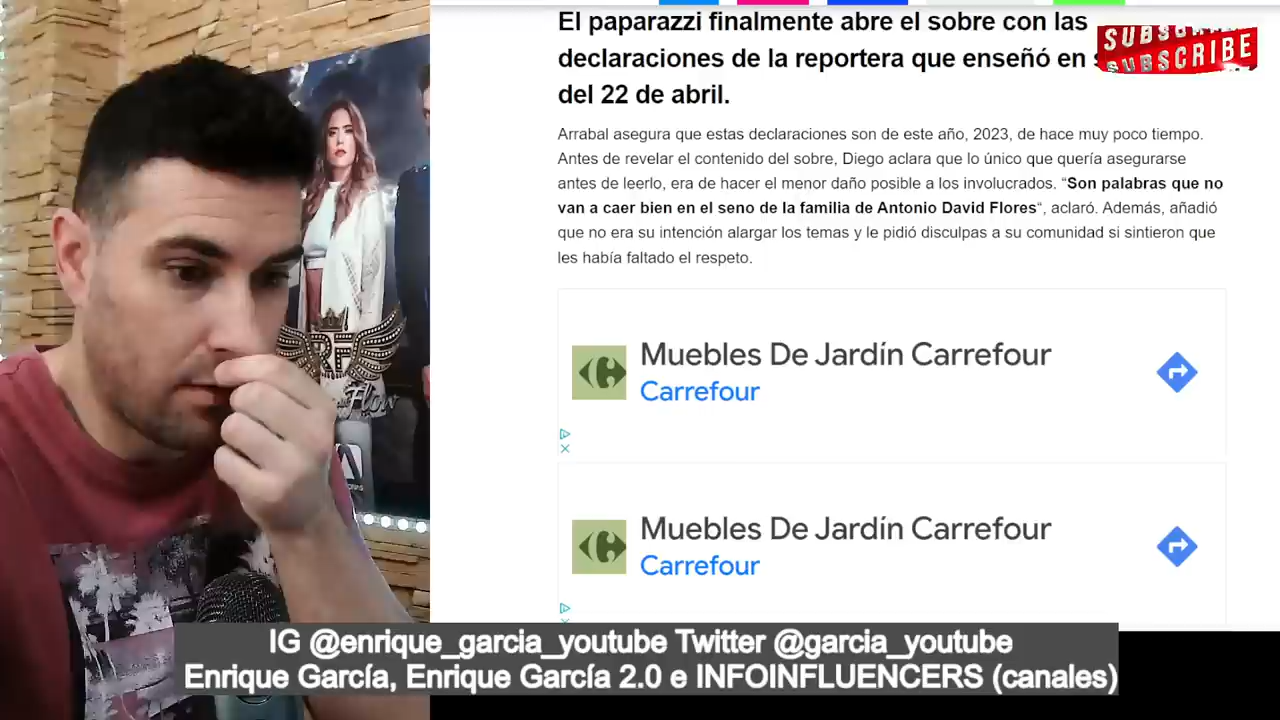 El paparazzi finalmente abre el sobre con las
declaraciones de la reportera que enseñó en
del 22 de abril.
SUBSCRIBE
Arrabal asegura que estas declaraciones son de este año, 2023, de hace muy poco tiempo.
Antes de revelar el contenido del sobre, Diego aclara que lo único que quería asegurarse
antes de leerlo, era de hacer el menor daño posible a los involucrados. “Son palabras que no
van a caer bien en el seno de la familia de Antonio David Flores“, aclaró. Además, añadió
que no era su intención alargar los temas y le pidió disculpas a su comunidad si sintieron que
les había faltado el respeto.
Muebles De Jardín Carrefour
Carrefour
Muebles De Jardín Carrefour
Carrefour
RF
Flow
IG @enrique_garcia_youtube Twitter @garcia_youtube
Enrique García, Enrique García 2.0 e INFOINFLUENCERS (canales)